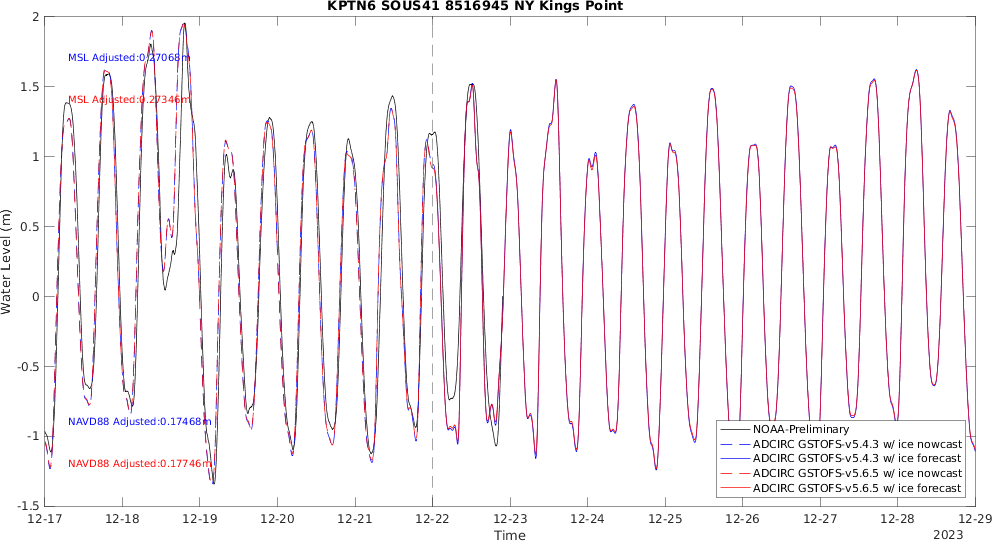 KPTN6 SOUS41 8516945 NY Kings Point
2
1.5
1
0.5
0
-0.5
-1
-1.5
Water Level (m)
MSL Adjusted:0.27068m
MSL Adjusted:0.27346m
NAVD88 Adjusted:0.17468m
NAVD88 Adjusted:0.17746m
NOAA-Preliminary
ADCIRC GSTOFS-v5.4.3 w/ ice nowcast
ADCIRC GSTOFS-v5.4.3 w/ ice forecast
ADCIRC GSTOFS-v5.6.5 w/ ice nowcast
ADCIRC GSTOFS-v5.6.5 w/ ice forecast
12-17 12-18 12-19 12-20 12-21 12-22 12-23 12-24 12-25 12-26 12-27 12-28 12-29
Time
2023